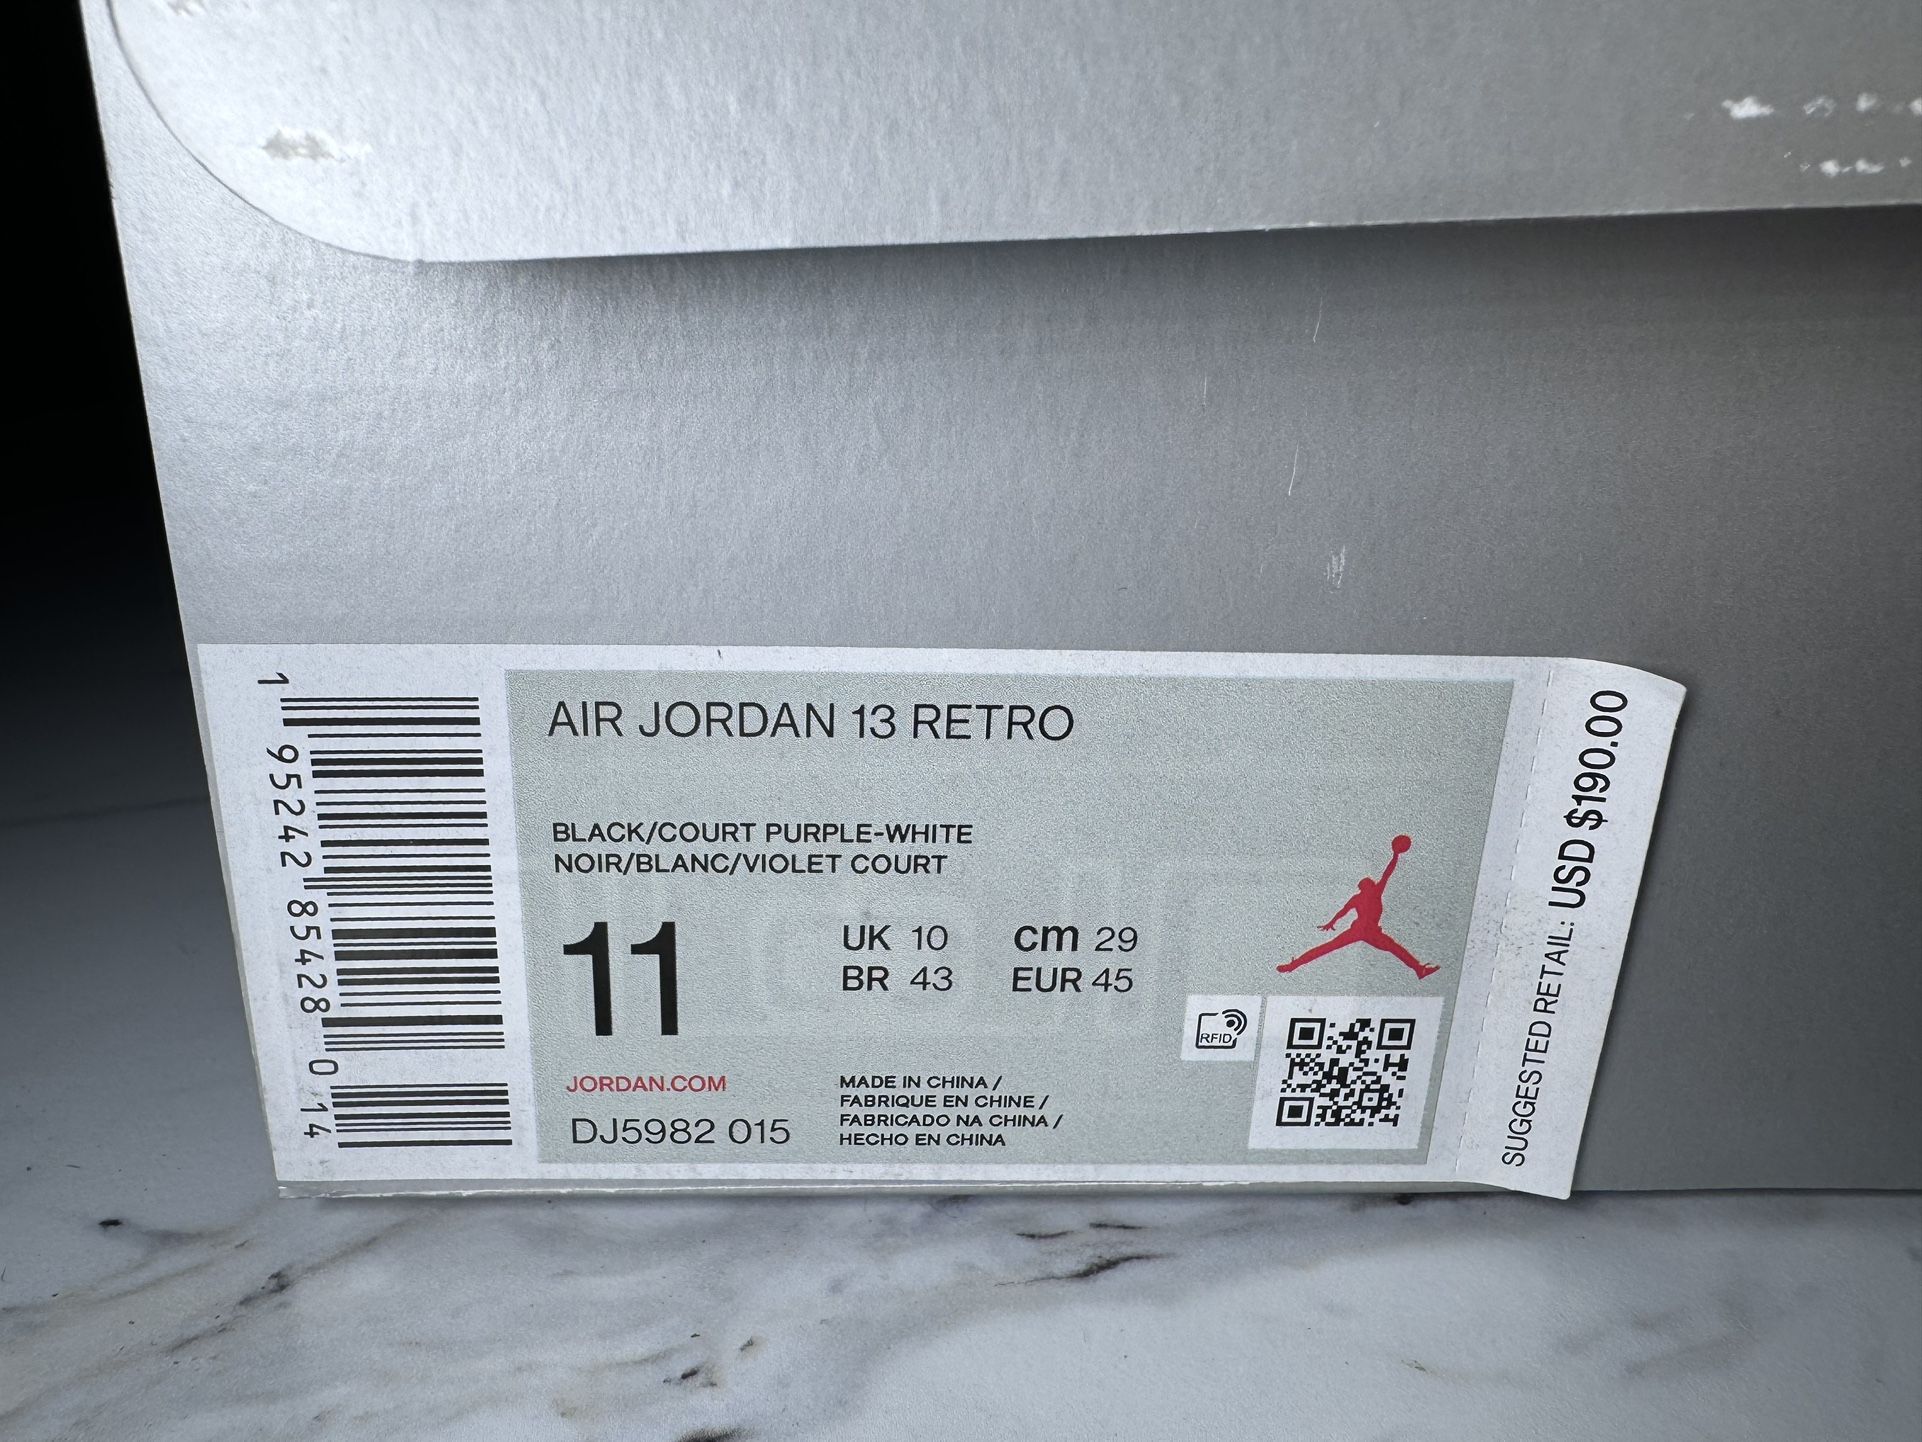 1 95242 85428 0 14
AIR JORDAN 13 RETRO
BLACK/COURT PURPLE-WHITE
NOIR/BLANC/VIOLET COURT
11
UK 10 cm 29
BR 43 EUR 45
RFID
JORDAN.COM
DJ5982 015
MADE IN CHINA /
FABRIQUE EN CHINE /
FABRICADO NA CHINA /
HECHO EN CHINA
SUGGESTED RETAIL: USD $190.00